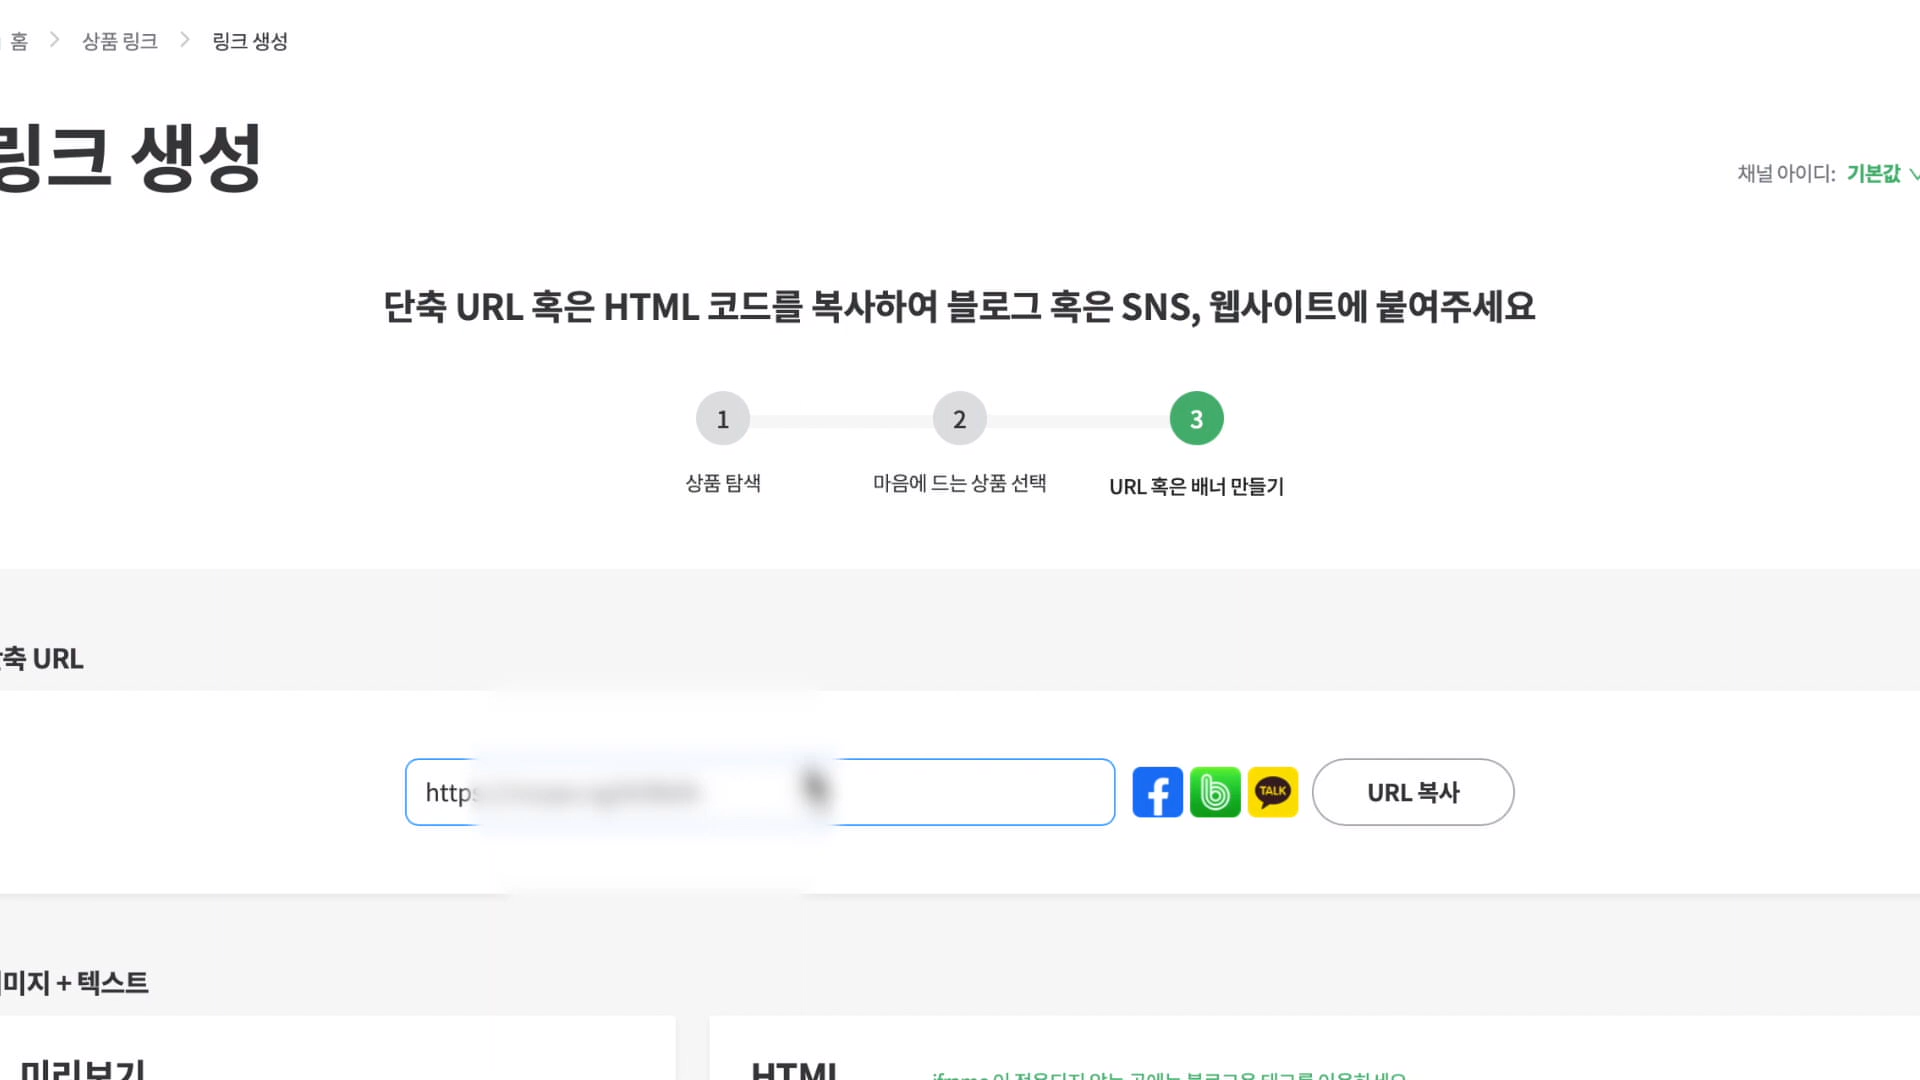 홈 > 상품 링크 > 링크 생성
링크 생성
채널 아이디: 기본값
단축 URL 혹은 HTML 코드를 복사하여 블로그 혹은 SNS, 웹사이트에 붙여주세요
1 2 3
상품 탐색 마음에 드는 상품 선택 URL 혹은 배너 만들기
축 URL
https
TALK
URL 복사
미지 + 텍스트
미리보기
HTML